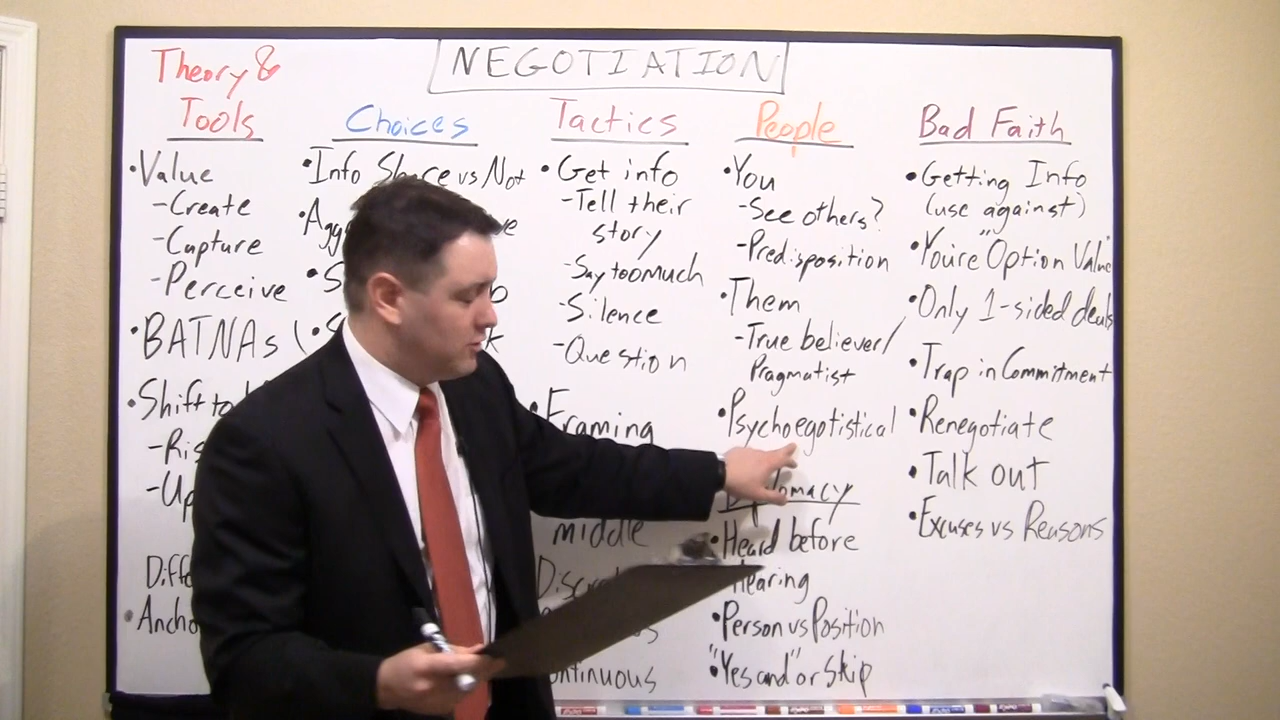 NEGOTIATION
Theory &
Tools
•Value
-Create
-Capture
-Perceive
•BATNAs (
•Shift to
Choices
•Info Share vs Not
Tactics
•Get info
-Tell their
story
-Say too much
-Silence
-Question
Framing
middle
People
•You
-See others?
-Predisposition
•Them
-True believer/
Pragmatist
•Psychoegotistical
•Heard before
Hearing
•Person vs Position
•"Yes and" or Skip
Bad Faith
•Getting Info
(use against)
•You're "Option Value"
•Only 1-sided deals
•Trap in Commitment
•Renegotiate
•Talk out
•Excuses vs Reasons